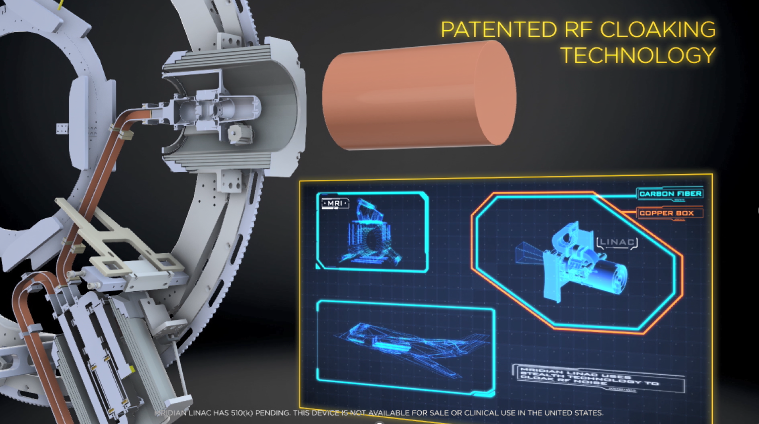 PATENTED RF CLOAKING
TECHNOLOGY
CARBON FIBER
MRI
COPPER BOX
LINAC
MRIDIAN LINAC USES
STEALTH TECHNOLOGY TO
CLOAK RF NOISE
MRIDIAN LINAC HAS 510(k) PENDING. THIS DEVICE IS NOT AVAILABLE FOR SALE OR CLINICAL USE IN THE UNITED STATES.